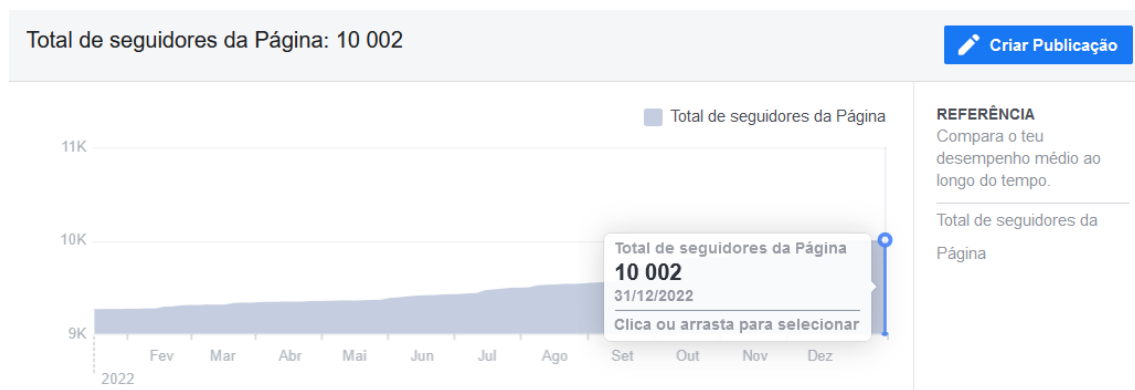 Total de seguidores da Página: 10 002
Criar Publicação
Total de seguidores da Página
11K
10K
9K
Total de seguidores da Página
10 002
31/12/2022
Clica ou arrasta para selecionar
Fev Mar Abr Mai Jun Jul Ago Set Out Nov Dez
2022
REFERÊNCIA
Compara o teu
desempenho médio ao
longo do tempo.
Total de seguidores da
Página